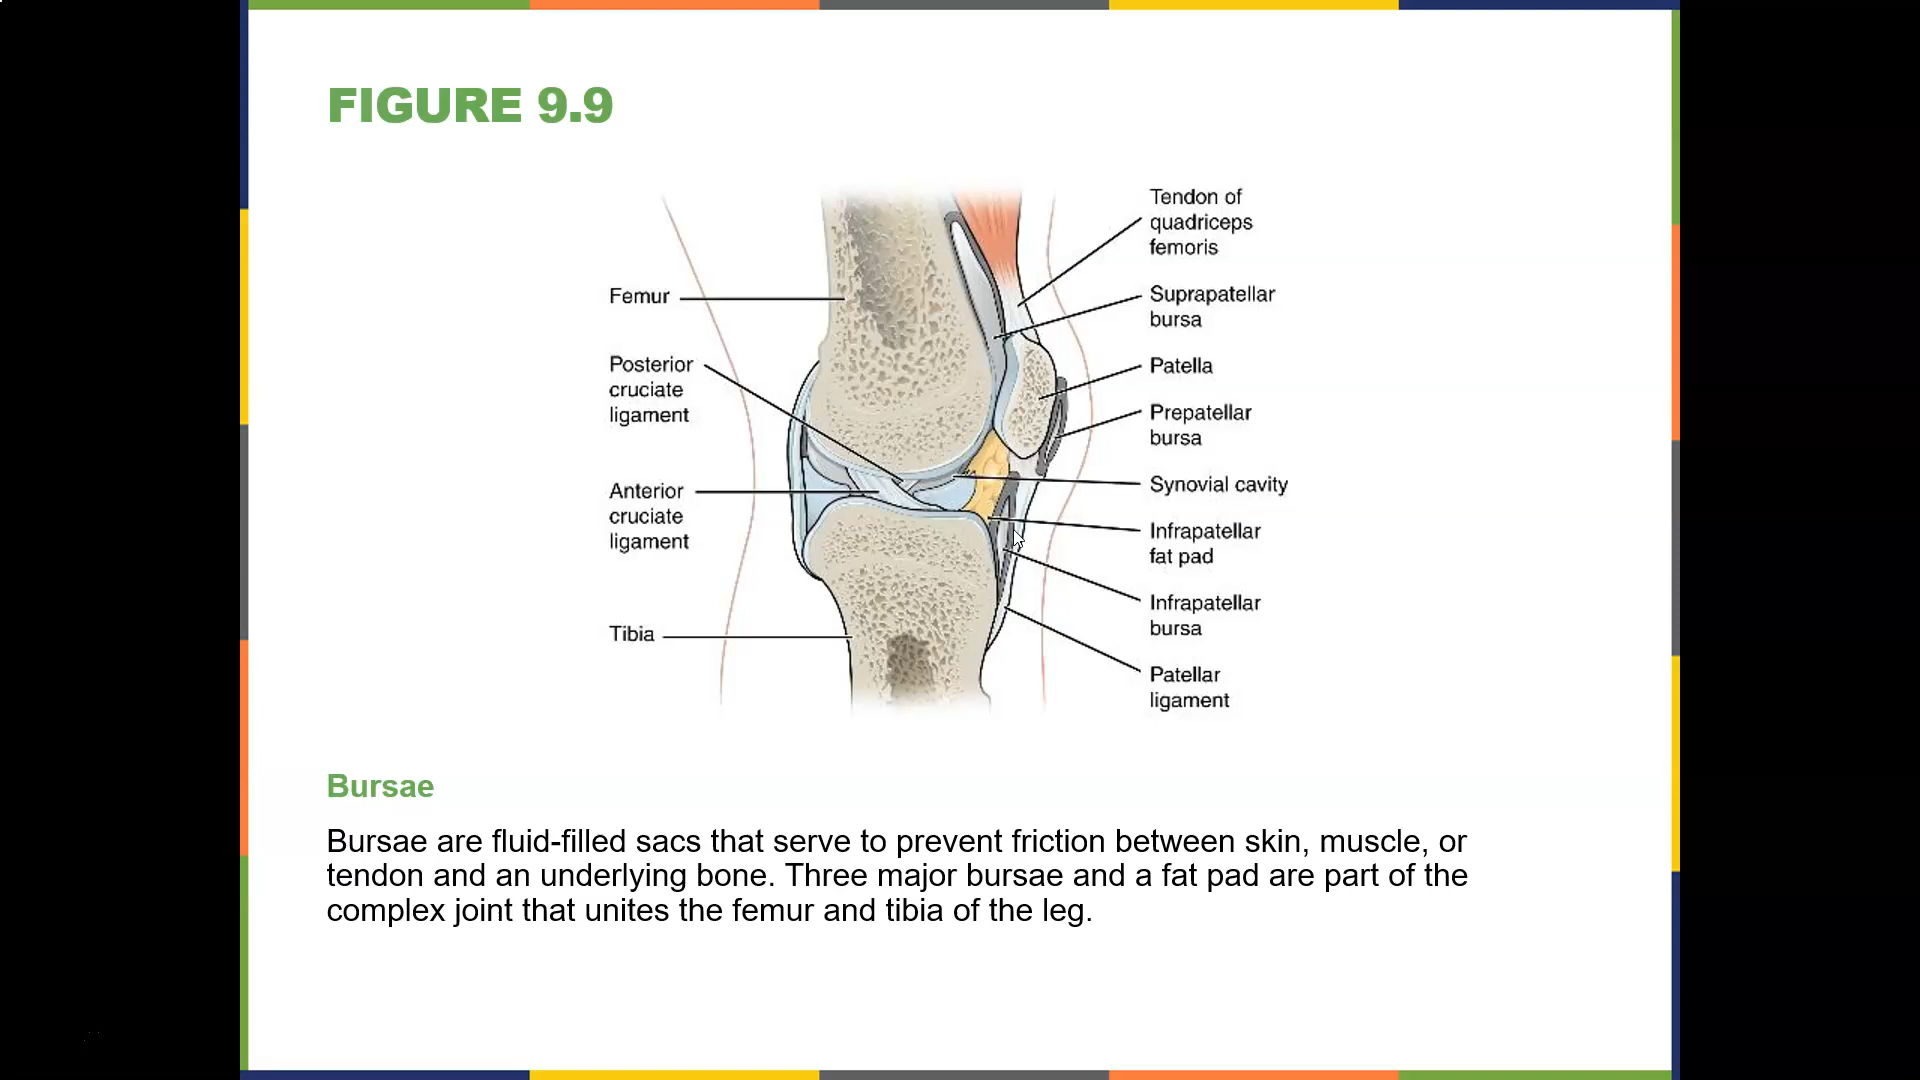 FIGURE 9.9
Femur
Posterior
cruciate
ligament
Anterior
cruciate
ligament
Tibia
Tendon of
quadriceps
femoris
Suprapatellar
bursa
Patella
Prepatellar
bursa
Synovial cavity
Infrapatellar
fat pad
Infrapatellar
bursa
Patellar
ligament
Bursae
Bursae are fluid-filled sacs that serve to prevent friction between skin, muscle, or
tendon and an underlying bone. Three major bursae and a fat pad are part of the
complex joint that unites the femur and tibia of the leg.